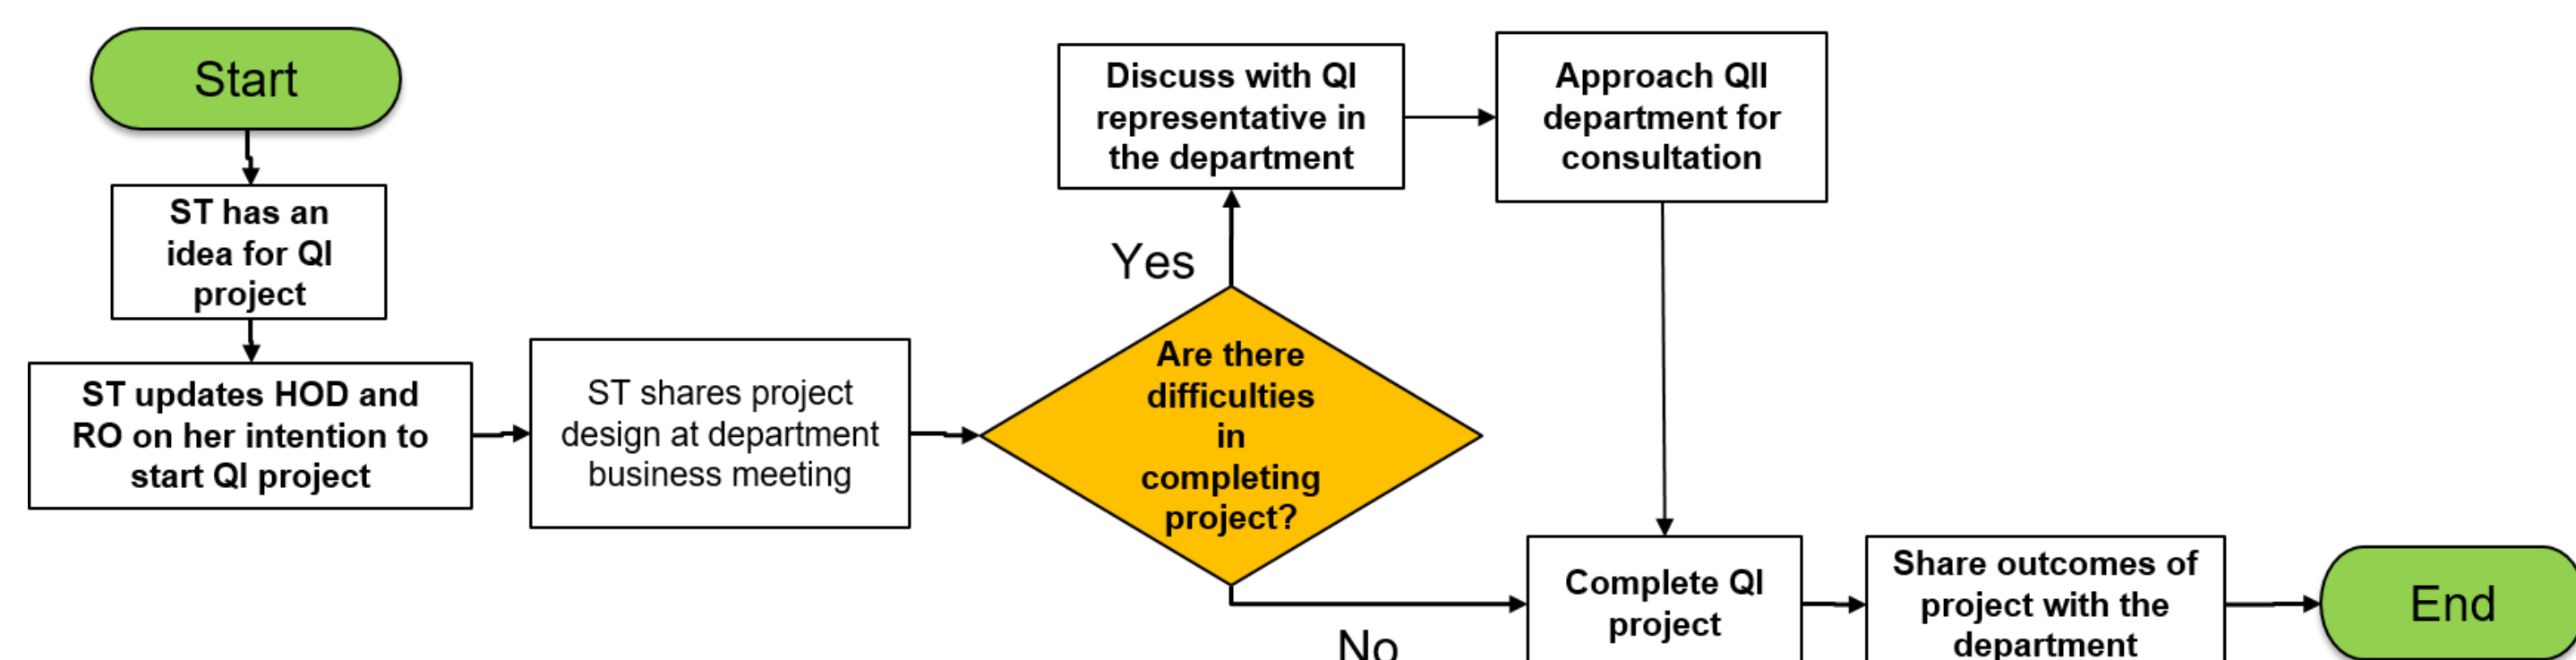 Start
ST has an
idea for QI
project
ST updates HOD and
RO on her intention to
start QI project
ST shares project
design at department
business meeting
Are there
difficulties
in
completing
project?
Yes
Discuss with QI
representative in
the department
Approach QII
department for
consultation
No
Complete QI
project
Share outcomes of
project with the
department
End